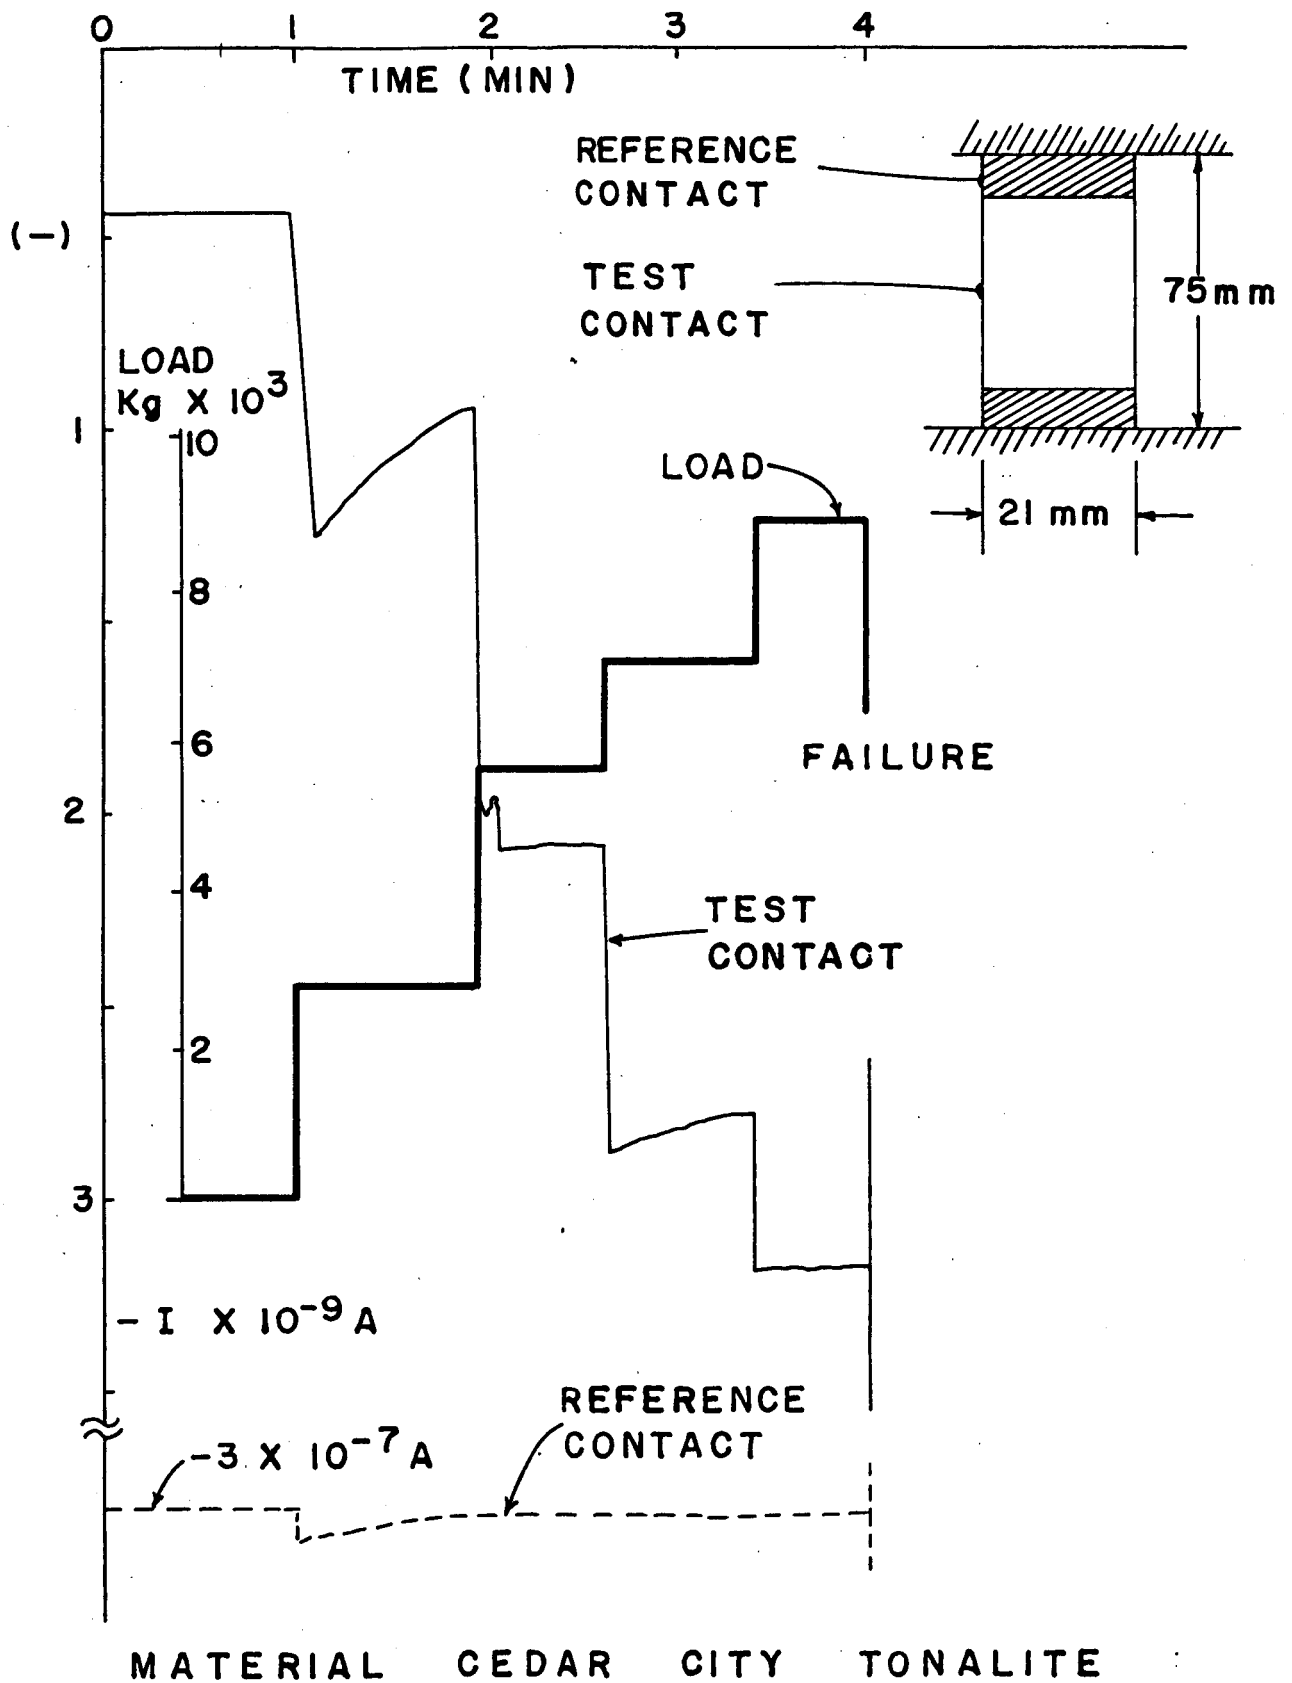 0 1 2 3 4
TIME (MIN)
REFERENCE
CONTACT
(-)
TEST
CONTACT
75mm
LOAD
Kg X 10³
1
10
LOAD
21 mm
8
6
FAILURE
2
4
TEST
CONTACT
2
3
- I X 10⁻⁹ A
REFERENCE
CONTACT
-3 X 10⁻⁷ A
MATERIAL CEDAR CITY TONALITE